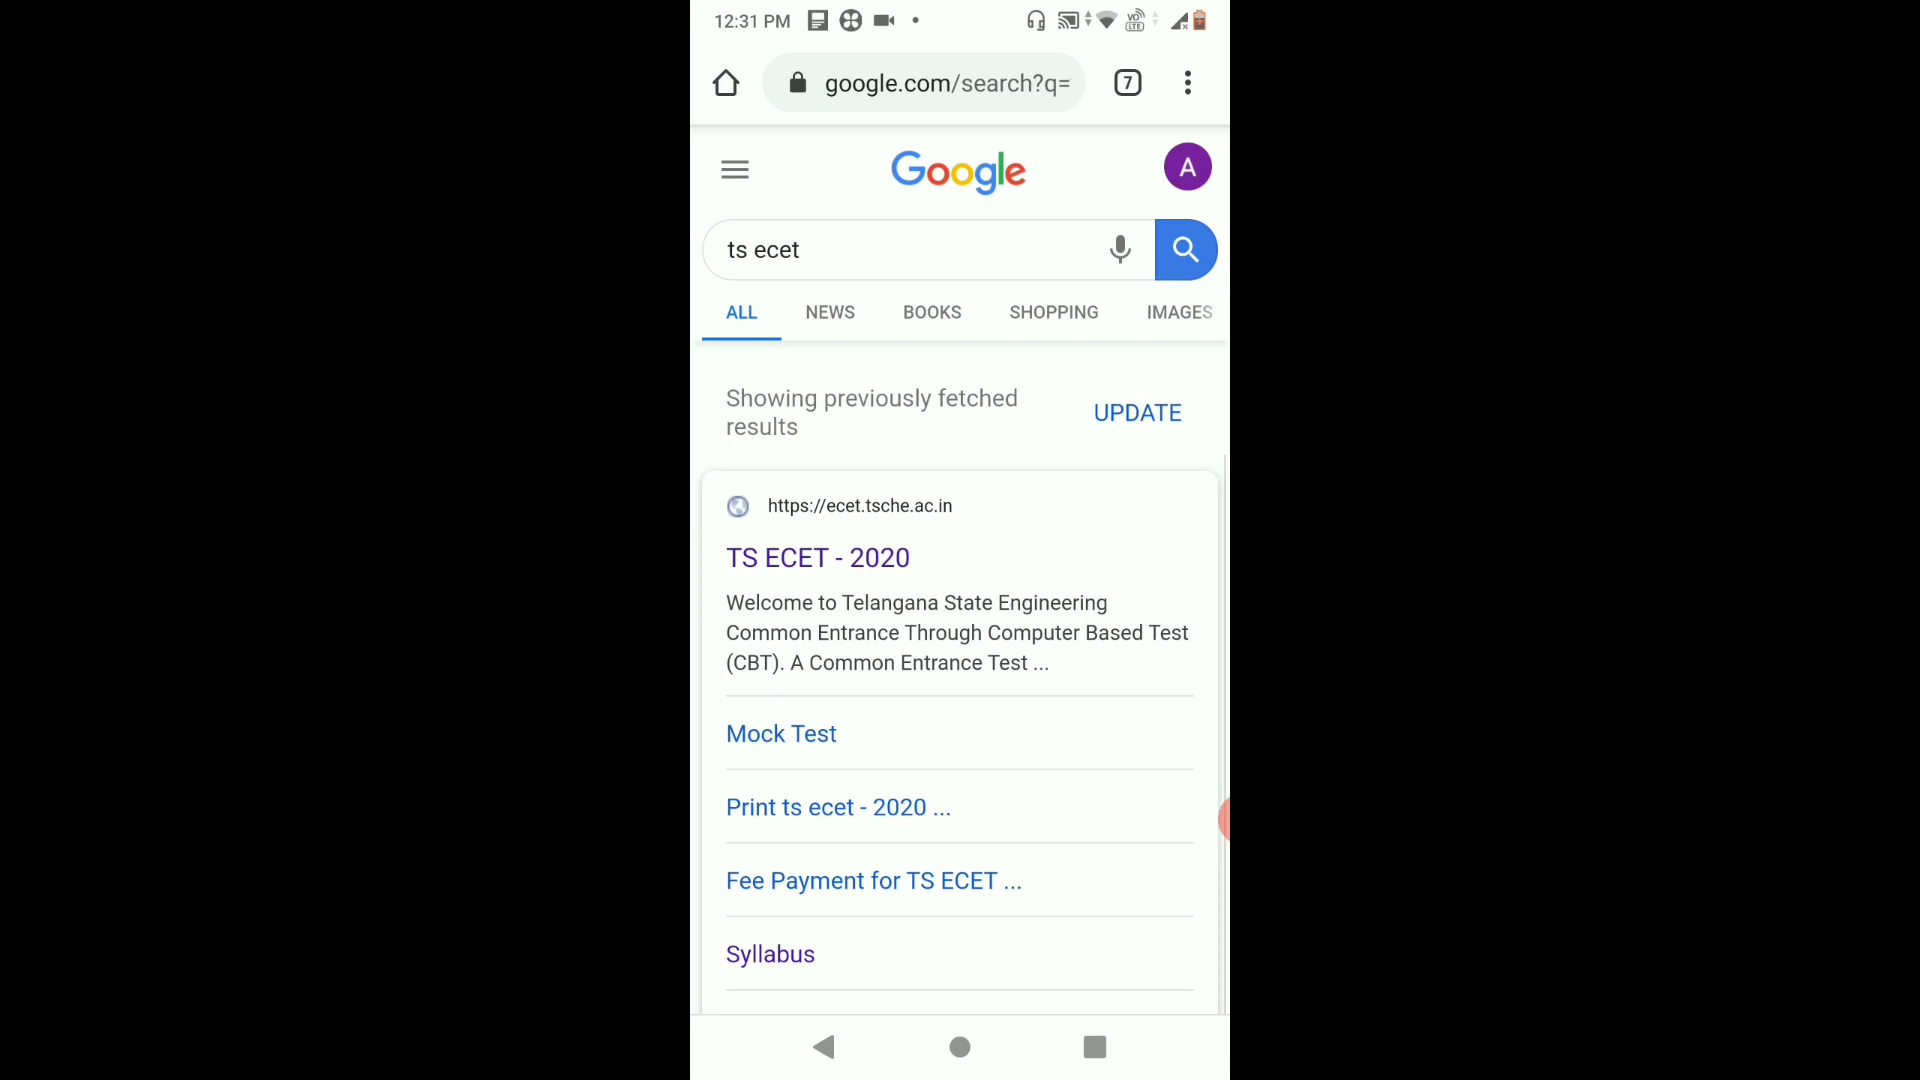 12:31 PM
VO
LTE
google.com/search?q=
7
Google
A
ts ecet
ALL NEWS BOOKS SHOPPING IMAGES
Showing previously fetched
results
UPDATE
https://ecet.tsche.ac.in
TS ECET - 2020
Welcome to Telangana State Engineering
Common Entrance Through Computer Based Test
(CBT). A Common Entrance Test ...
Mock Test
Print ts ecet - 2020 ...
Fee Payment for TS ECET ...
Syllabus